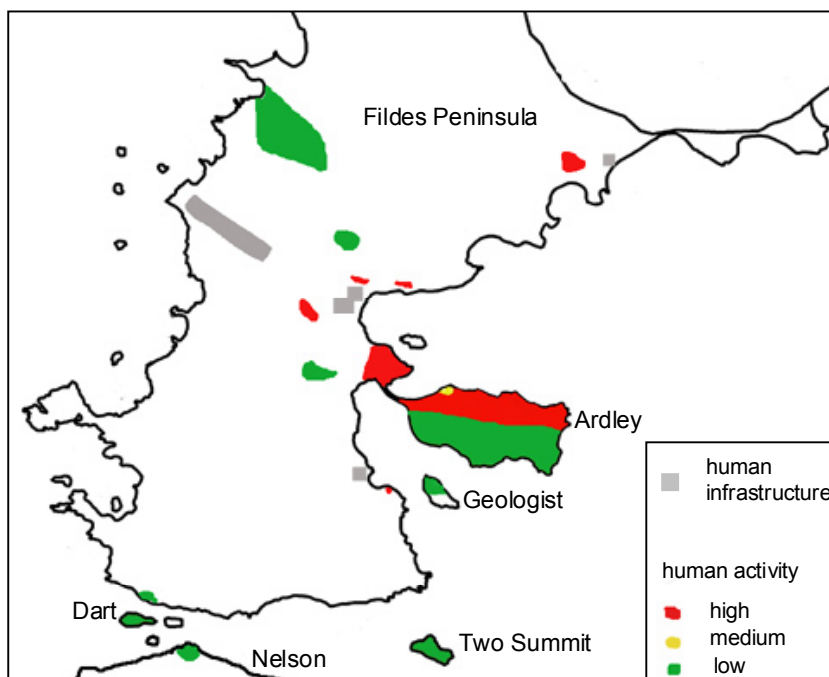 Fildes Peninsula
Ardley
Geologist
Dart
Two Summit
Nelson
human
infrastructure
human activity
high
medium
low